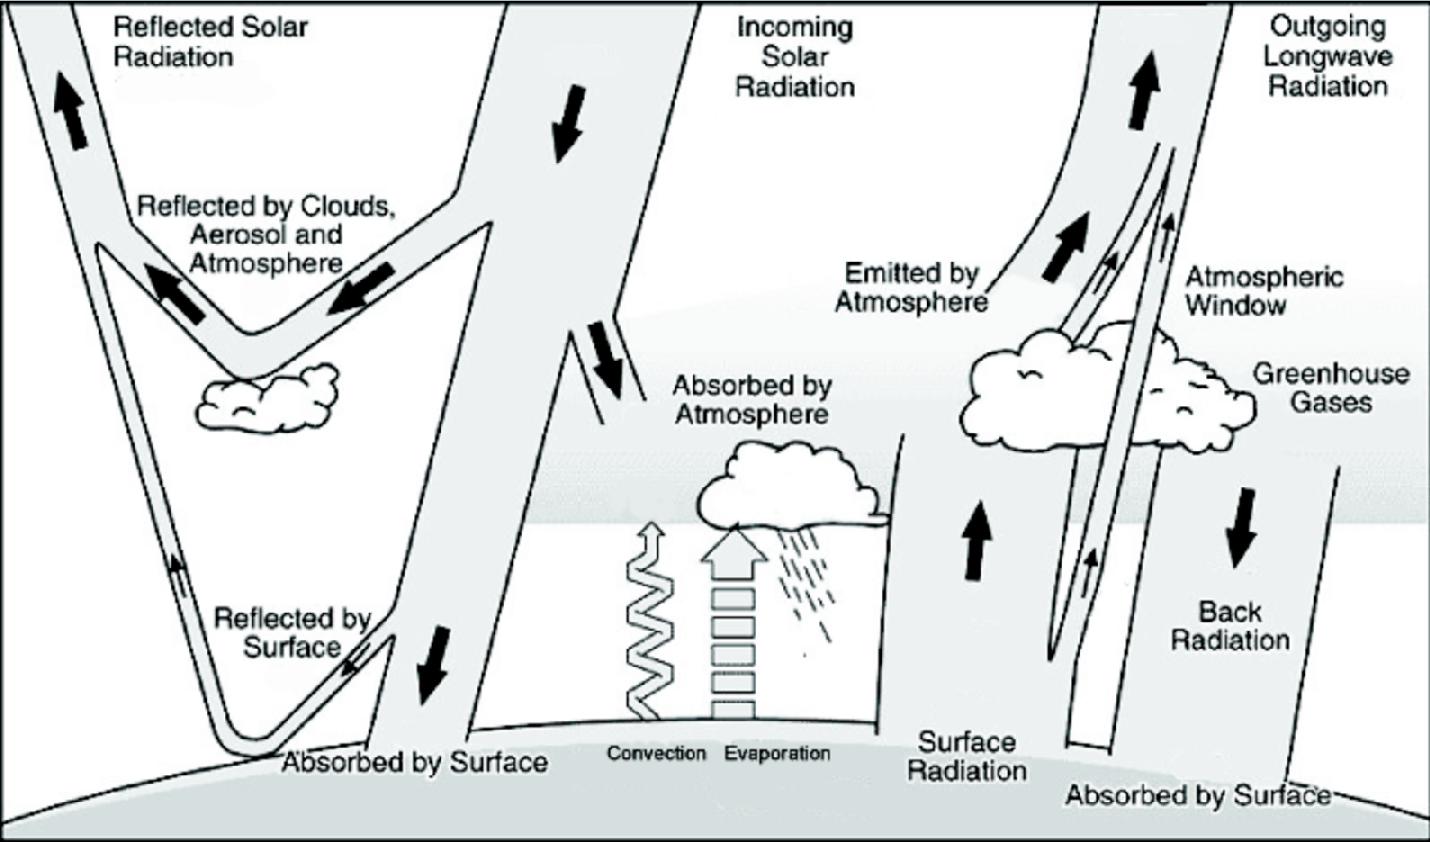 Reflected Solar
Radiation
Incoming
Solar
Radiation
Outgoing
Longwave
Radiation
Reflected by Clouds,
Aerosol and
Atmosphere
Emitted by
Atmosphere
Atmospheric
Window
Absorbed by
Atmosphere
Greenhouse
Gases
Reflected by
Surface
Back
Radiation
Absorbed by Surface
Convection
Evaporation
Surface
Radiation
Absorbed by Surface